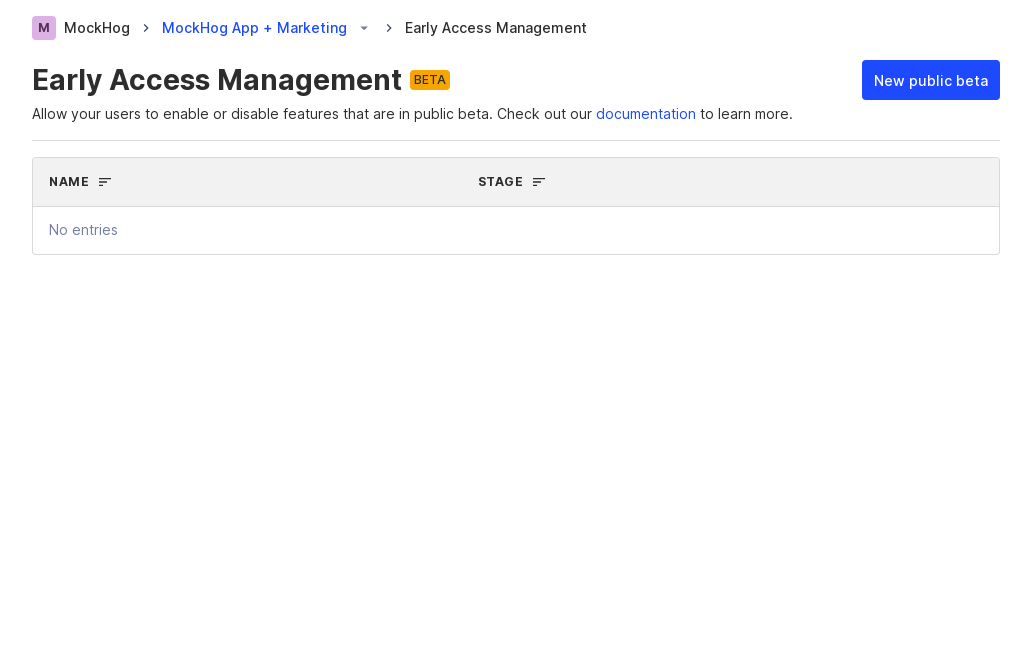 M MockHog MockHog App + Marketing Early Access Management
Early Access Management BETA
New public beta
Allow your users to enable or disable features that are in public beta. Check out our documentation to learn more.
NAME STAGE
No entries